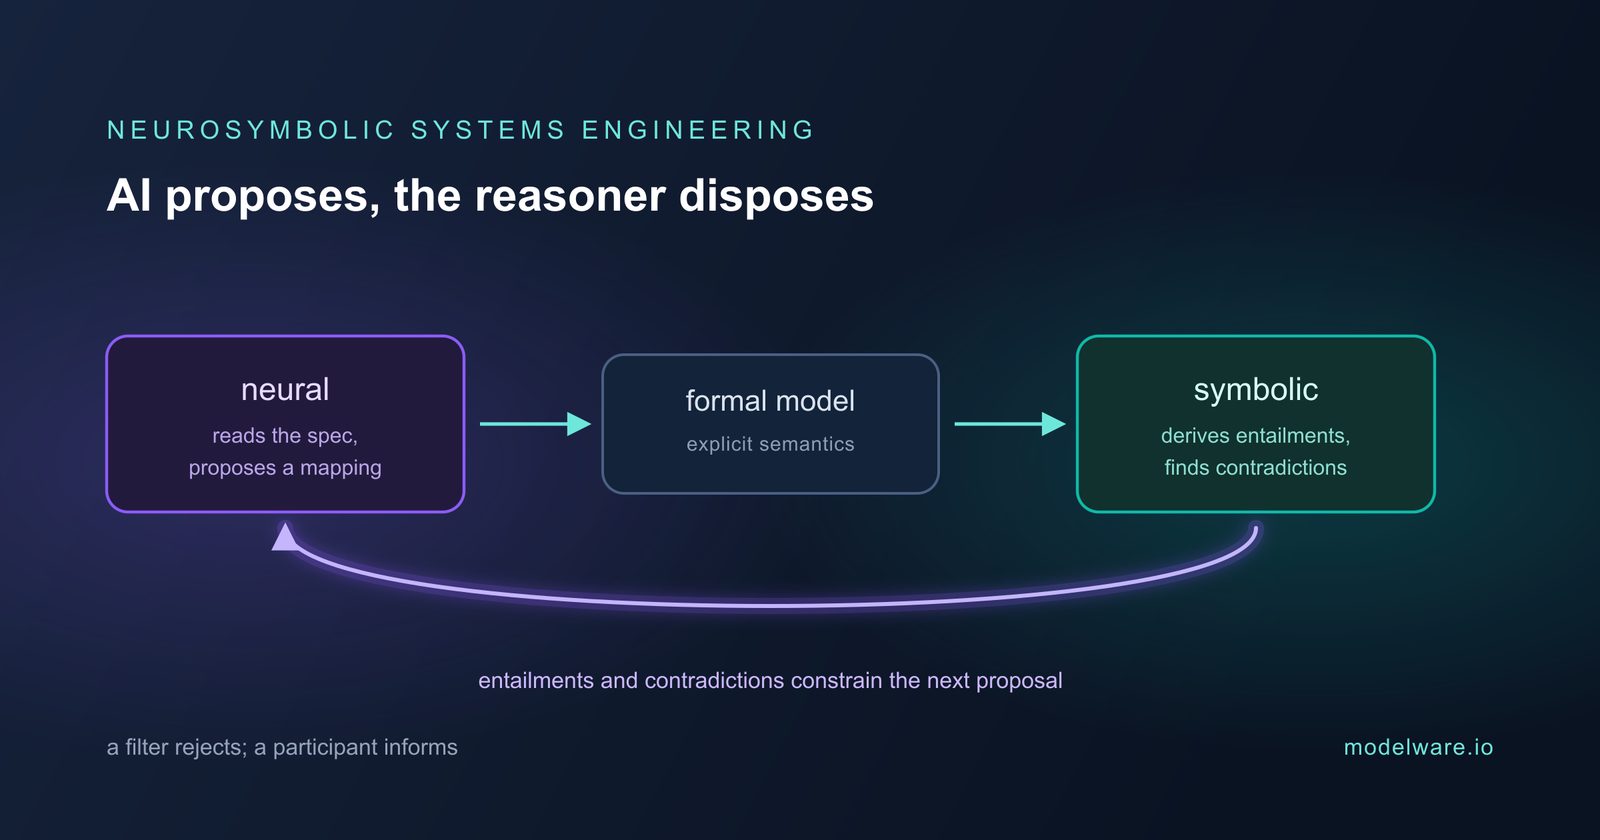 NEUROSYMBOLIC SYSTEMS ENGINEERING
AI proposes, the reasoner disposes
neural
reads the spec,
proposes a mapping
formal model
explicit semantics
symbolic
derives entailments,
finds contradictions
entailments and contradictions constrain the next proposal
a filter rejects; a participant informs
modelware.io